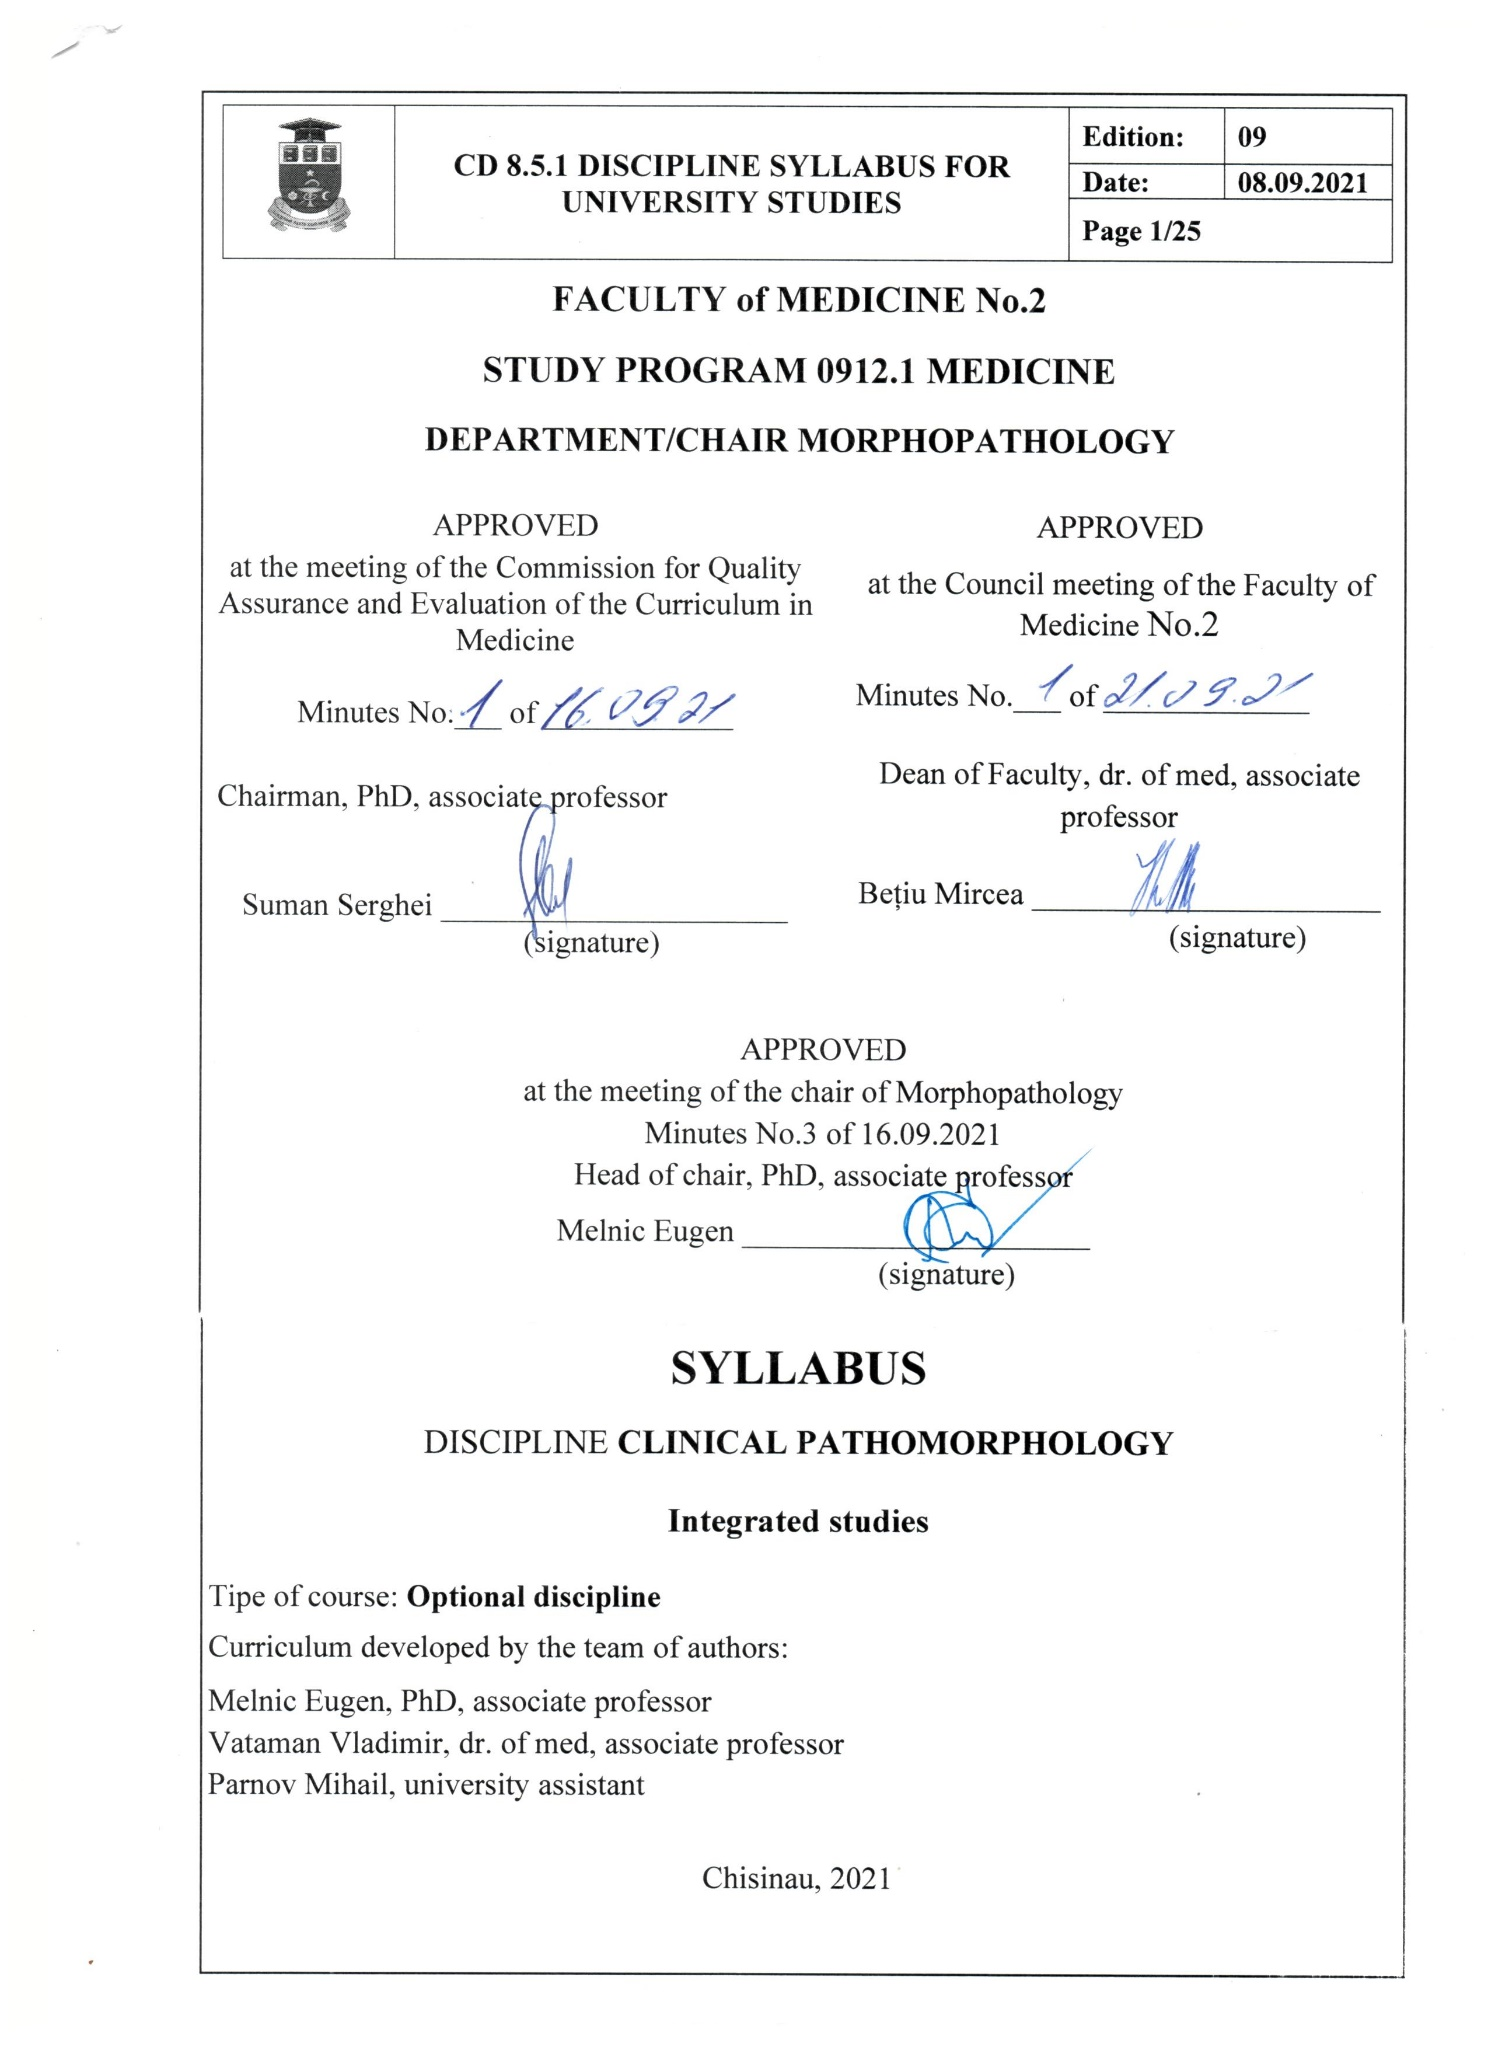 CD 8.5.1 DISCIPLINE SYLLABUS FOR
UNIVERSITY STUDIES
Edition: 09
Date: 08.09.2021
Page 1/25
FACULTY of MEDICINE No.2
STUDY PROGRAM 0912.1 MEDICINE
DEPARTMENT/CHAIR MORPHOPATHOLOGY
APPROVED
at the meeting of the Commission for Quality
Assurance and Evaluation of the Curriculum in
Medicine
Minutes No. 1 of 16.09.21
Chairman, PhD, associate professor
Suman Serghei
(signature)
APPROVED
at the Council meeting of the Faculty of
Medicine No.2
Minutes No. 1 of 21.09.21
Dean of Faculty, dr. of med, associate
professor
Bețiu Mircea
(signature)
APPROVED
at the meeting of the chair of Morphopathology
Minutes No.3 of 16.09.2021
Head of chair, PhD, associate professor
Melnic Eugen
(signature)
SYLLABUS
DISCIPLINE CLINICAL PATHOMORPHOLOGY
Integrated studies
Tipe of course: Optional discipline
Curriculum developed by the team of authors:
Melnic Eugen, PhD, associate professor
Vataman Vladimir, dr. of med, associate professor
Parnov Mihail, university assistant
Chisinau, 2021